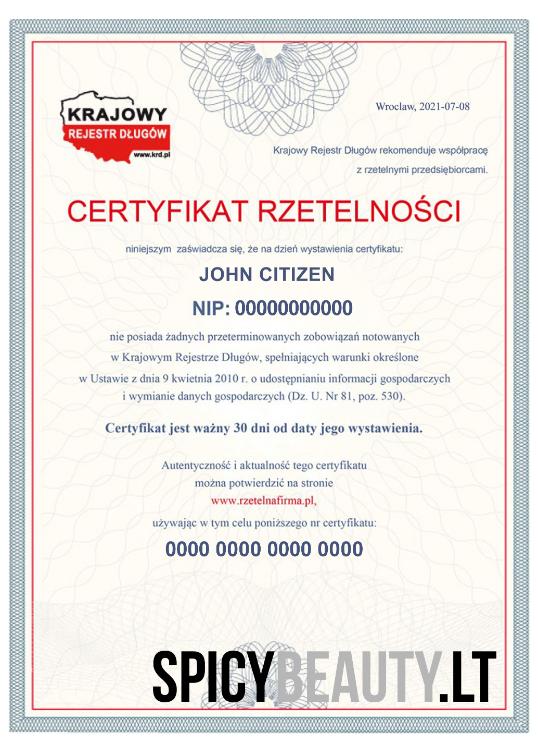 KRAJOWY
REJESTR DŁUGÓW
www.krd.pl
Wroclaw, 2021-07-08
Krajowy Rejestr Długów rekomenduje współpracę
z rzetelnymi przedsiębiorcami.
CERTYFIKAT RZETELNOŚCI
niniejszym zaświadcza się, że na dzień wystawienia certyfikatu:
JOHN CITIZEN
NIP: 00000000000
nie posiada żadnych przeterminowanych zobowiązań notowanych
w Krajowym Rejestrze Długów, spełniających warunki określone
w Ustawie z dnia 9 kwietnia 2010 r. o udostępnianiu informacji gospodarczych
i wymianie danych gospodarczych (Dz. U. Nr 81, poz. 530).
Certyfikat jest ważny 30 dni od daty jego wystawienia.
Autentyczność i aktualność tego certyfikatu
można potwierdzić na stronie
www.rzetelnafirma.pl,
używając w tym celu poniższego nr certyfikatu:
0000 0000 0000 0000
SPICYBEAUTY.LT